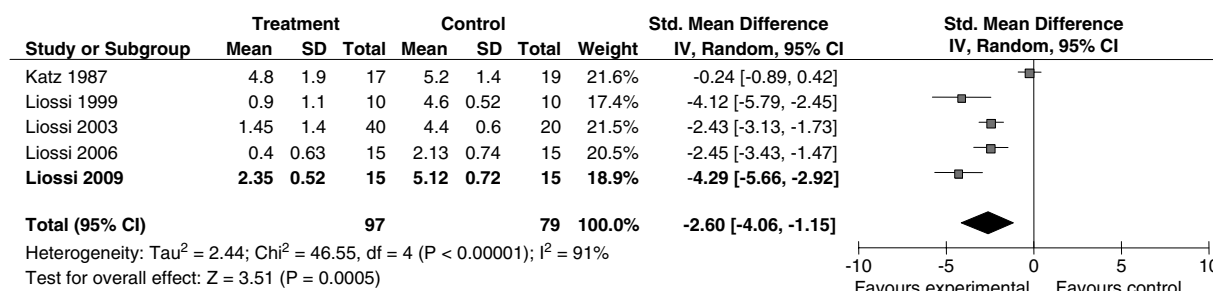 Treatment Control Std. Mean Difference Std. Mean Difference
Study or Subgroup Mean SD Total Mean SD Total Weight IV, Random, 95% CI IV, Random, 95% CI
Katz 1987 4.8 1.9 17 5.2 1.4 19 21.6% -0.24 [-0.89, 0.42]
Liossi 1999 0.9 1.1 10 4.6 0.52 10 17.4% -4.12 [-5.79, -2.45]
Liossi 2003 1.45 1.4 40 4.4 0.6 20 21.5% -2.43 [-3.13, -1.73]
Liossi 2006 0.4 0.63 15 2.13 0.74 15 20.5% -2.45 [-3.43, -1.47]
Liossi 2009 2.35 0.52 15 5.12 0.72 15 18.9% -4.29 [-5.66, -2.92]
Total (95% CI) 97 79 100.0% -2.60 [-4.06, -1.15]
Heterogeneity: Tau² = 2.44; Chi² = 46.55, df = 4 (P < 0.00001); I² = 91%
Test for overall effect: Z = 3.51 (P = 0.0005)
-10 -5 0 5 10
Favours experimental Favours control